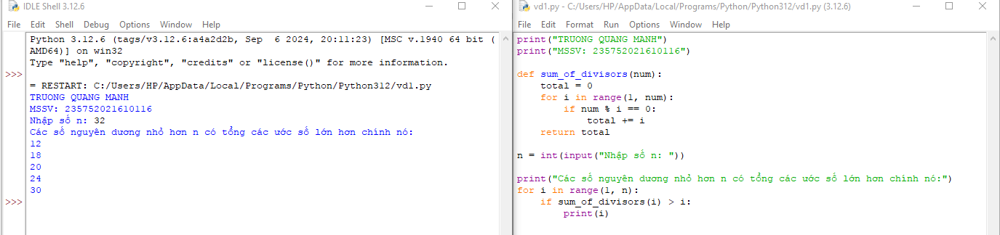 IDLE Shell 3.12.6
File Edit Shell Debug Options Window Help
Python 3.12.6 (tags/v3.12.6:a4a2d2b, Sep  6 2024, 20:11:23) [MSC v.1940 64 bit (
AMD64)] on win32
Type "help", "copyright", "credits" or "license()" for more information.
>>>
= RESTART: C:/Users/HP/AppData/Local/Programs/Python/Python312/vd1.py
TRUONG QUANG MANH
MSSV: 235752021610116
Nhập số n: 32
Các số nguyên dương nhỏ hơn n có tổng các ước số lớn hơn chính nó:
12
18
20
24
30
>>>
vd1.py - C:/Users/HP/AppData/Local/Programs/Python/Python312/vd1.py (3.12.6)
File Edit Format Run Options Window Help
print("TRUONG QUANG MANH")
print("MSSV: 235752021610116")
def sum_of_divisors(num):
    total = 0
    for i in range(1, num):
        if num % i == 0:
            total += i
    return total
n = int(input("Nhập số n: "))
print("Các số nguyên dương nhỏ hơn n có tổng các ước số lớn hơn chính nó:")
for i in range(1, n):
    if sum_of_divisors(i) > i:
        print(i)